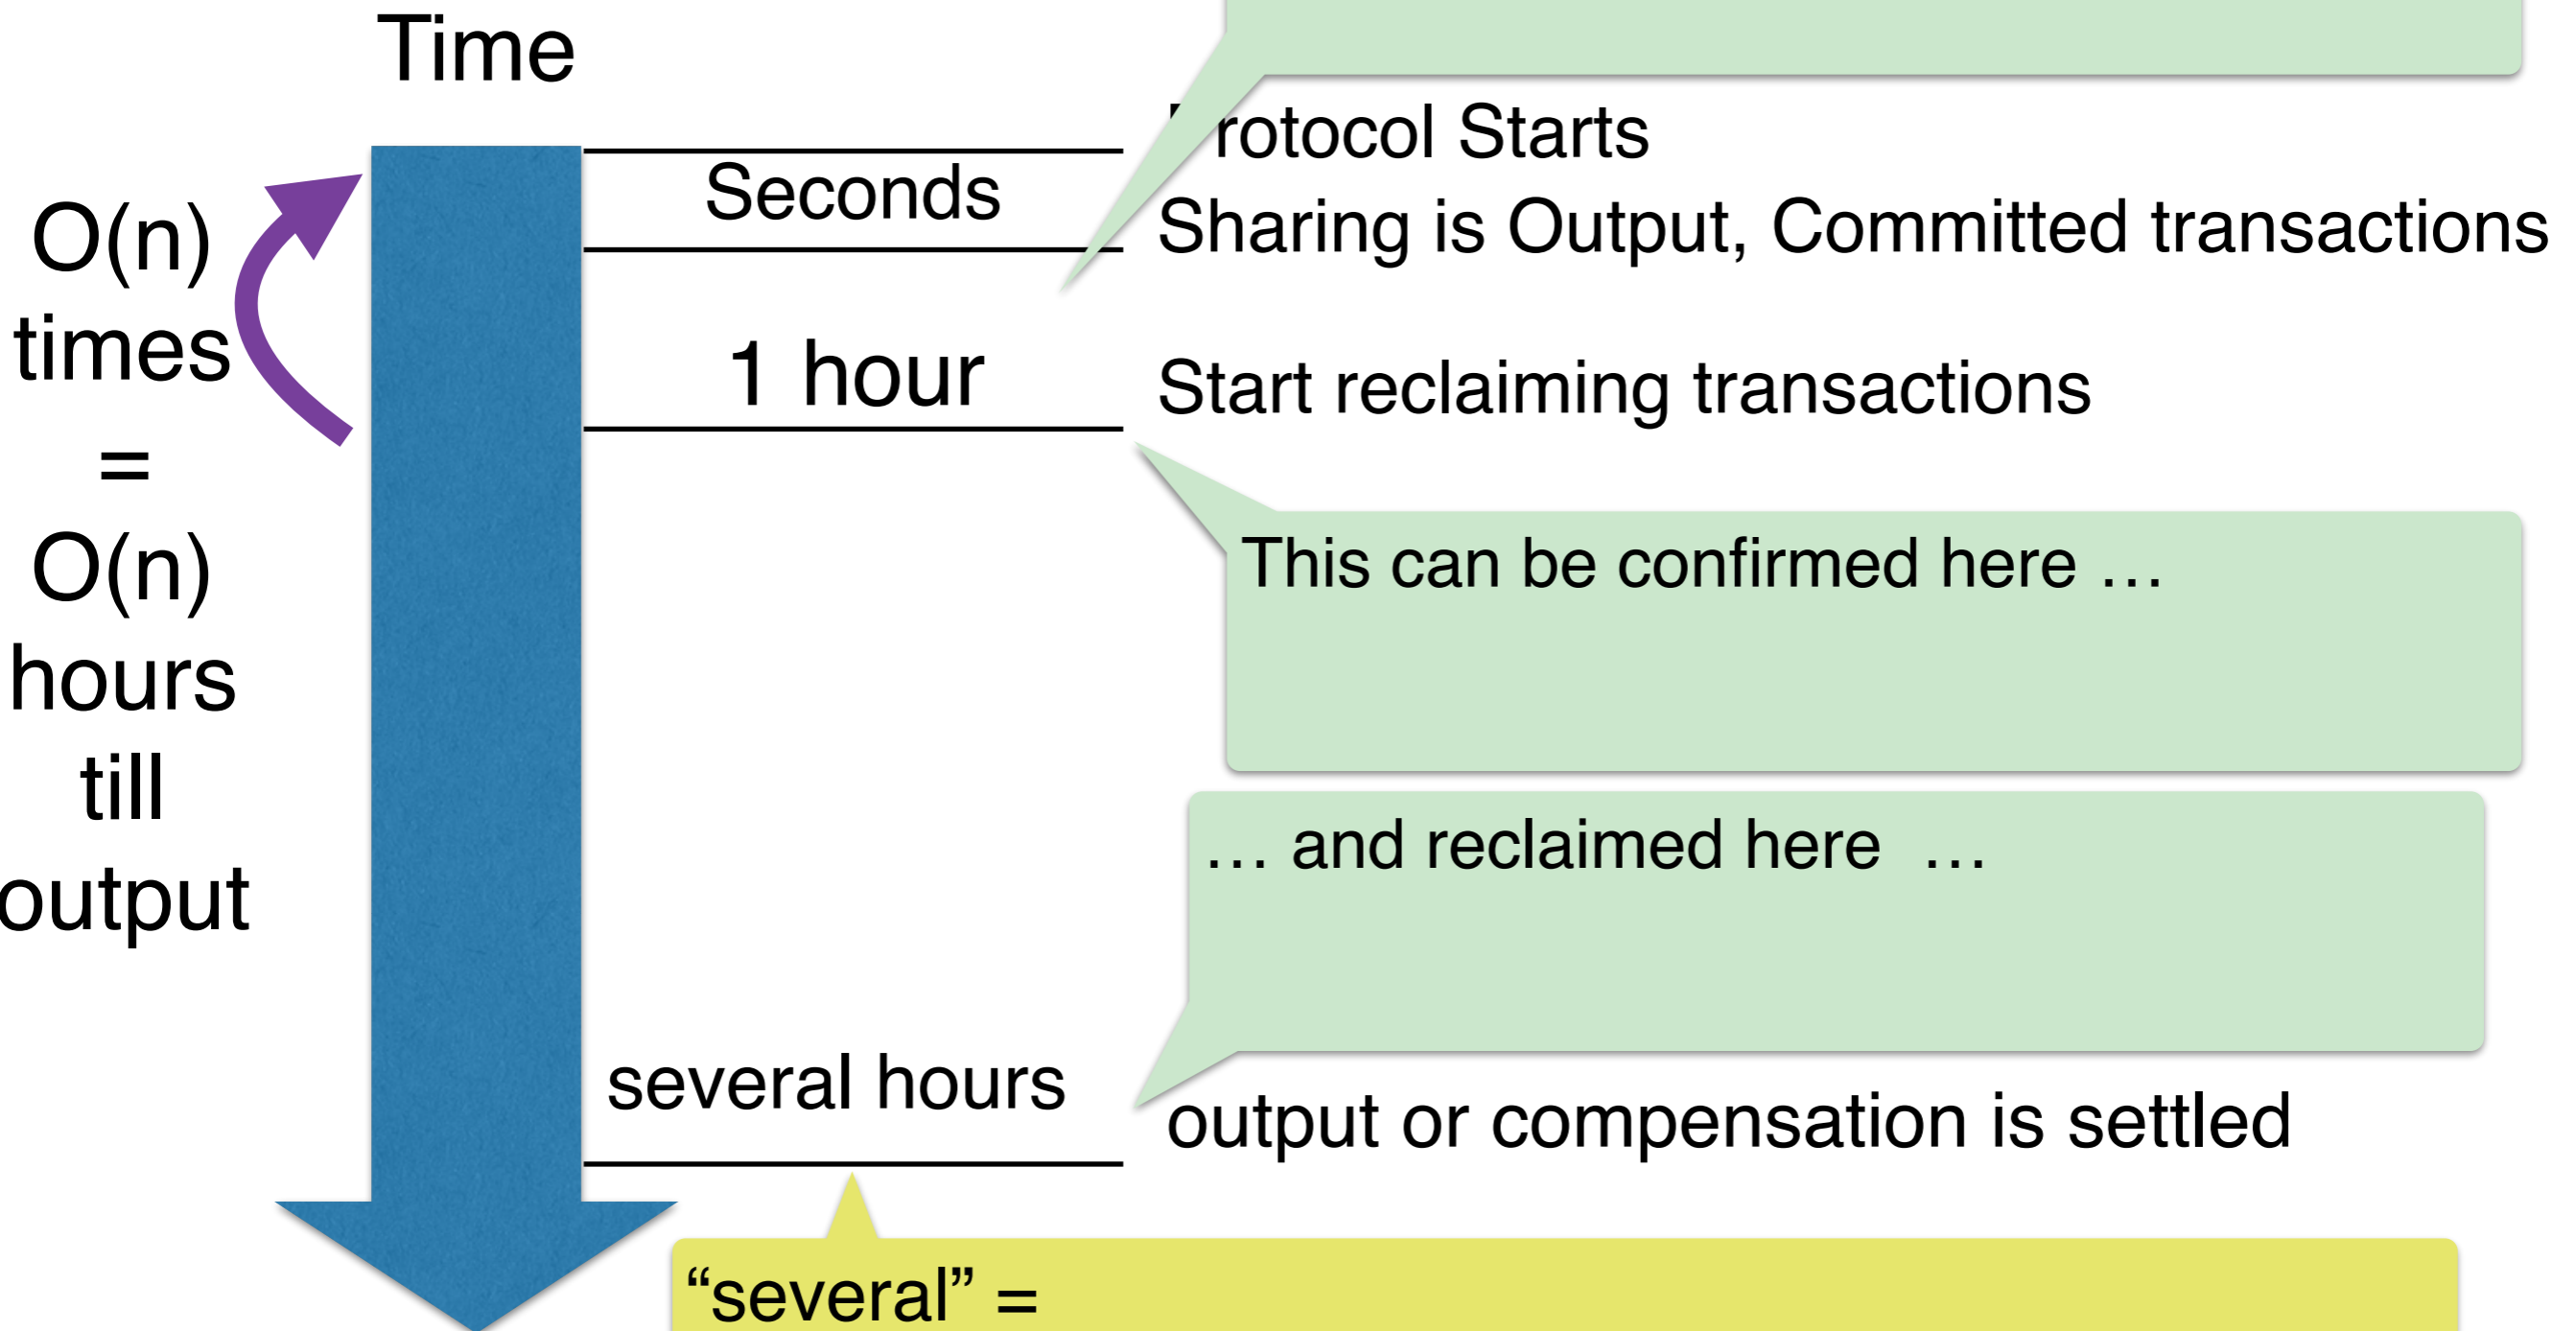 Time
rotocol Starts
Seconds
Sharing is Output, Committed transactions
1 hour
Start reclaiming transactions
O(n)
times
=
O(n)
hours
till
output
This can be confirmed here …
… and reclaimed here …
several hours
output or compensation is settled
“several” =